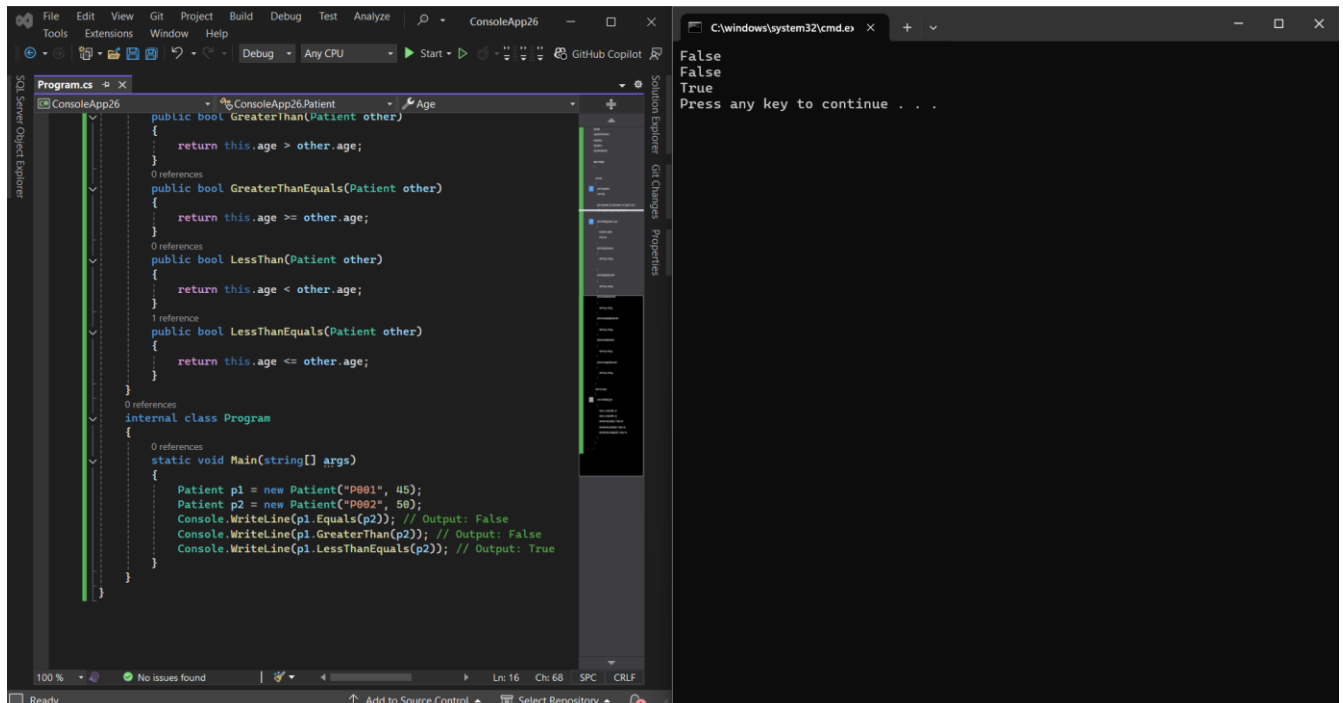 File Edit View Git Project Build Debug Test Analyze ConsoleApp26
Tools Extensions Window Help
Debug Any CPU Start GitHub Copilot
SQL Server Object Explorer
Program.cs
ConsoleApp26 ConsoleApp26.Patient Age
public bool GreaterThan(Patient other)
{
return this.age > other.age;
}
0 references
public bool GreaterThanEquals(Patient other)
{
return this.age >= other.age;
}
0 references
public bool LessThan(Patient other)
{
return this.age < other.age;
}
1 reference
public bool LessThanEquals(Patient other)
{
return this.age <= other.age;
}
}
0 references
internal class Program
{
0 references
static void Main(string[] args)
{
Patient p1 = new Patient("P001", 45);
Patient p2 = new Patient("P002", 50);
Console.WriteLine(p1.Equals(p2)); // Output: False
Console.WriteLine(p1.GreaterThan(p2)); // Output: False
Console.WriteLine(p1.LessThanEquals(p2)); // Output: True
}
}
}
Solution Explorer
Git Changes
Properties
100 % No issues found Ln: 16 Ch: 68 SPC CRLF
Ready Add to Source Control Select Repository
C:\windows\system32\cmd.ex
False
False
True
Press any key to continue . . .